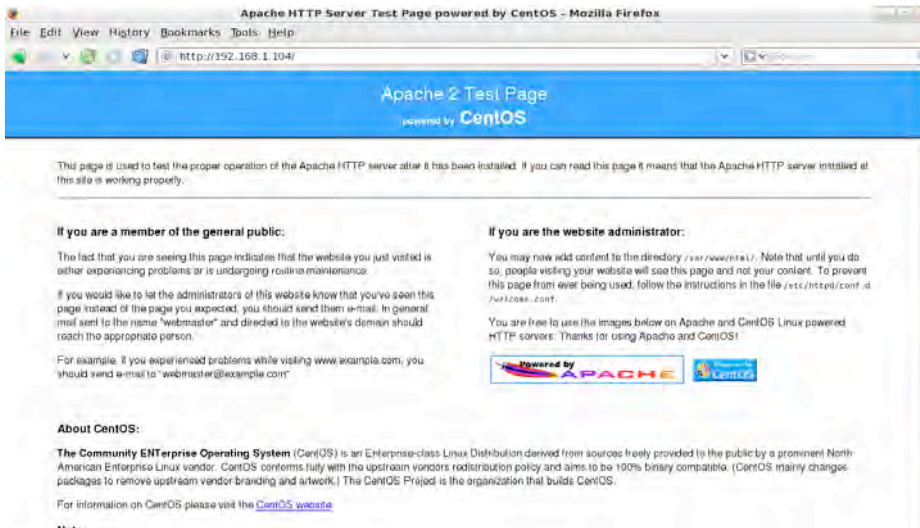 Apache HTTP Server Test Page powered by CentOS - Mozilla Firefox
File Edit View History Bookmarks Tools Help
http://192.168.1.104/
Apache 2 Test Page
powered by CentOS
This page is used to test the proper operation of the Apache HTTP server after it has been installed. If you can read this page it means that the Apache HTTP server installed at
this site is working properly.
If you are a member of the general public:
The fact that you are seeing this page indicates that the website you just visited is
either experiencing problems or is undergoing routine maintenance.
If you would like to let the administrators of this website know that you've seen this
page instead of the page you expected, you should send them e-mail. In general
mail sent to the name "webmaster" and directed to the website's domain should
reach the appropriate person.
For example, if you experienced problems while visiting www.example.com, you
should send e-mail to "webmaster@example.com"
If you are the website administrator:
You may now add content to the directory /var/www/html/. Note that until you do
so, people visiting your website will see this page and not your content. To prevent
this page from ever being used, follow the instructions in the file /etc/httpd/conf.d
/welcome.conf.
You are free to use the images below on Apache and CentOS Linux powered
HTTP servers. Thanks for using Apache and CentOS!
Powered by
APACHE
CentOS
About CentOS:
The Community ENTerprise Operating System (CentOS) is an Enterprise-class Linux Distribution derived from sources freely provided to the public by a prominent North
American Enterprise Linux vendor. CentOS conforms fully with the upstream vendors redistribution policy and aims to be 100% binary compatible. (CentOS mainly changes
packages to remove upstream vendor branding and artwork.) The CentOS Project is the organization that builds CentOS.
For information on CentOS please visit the CentOS website.